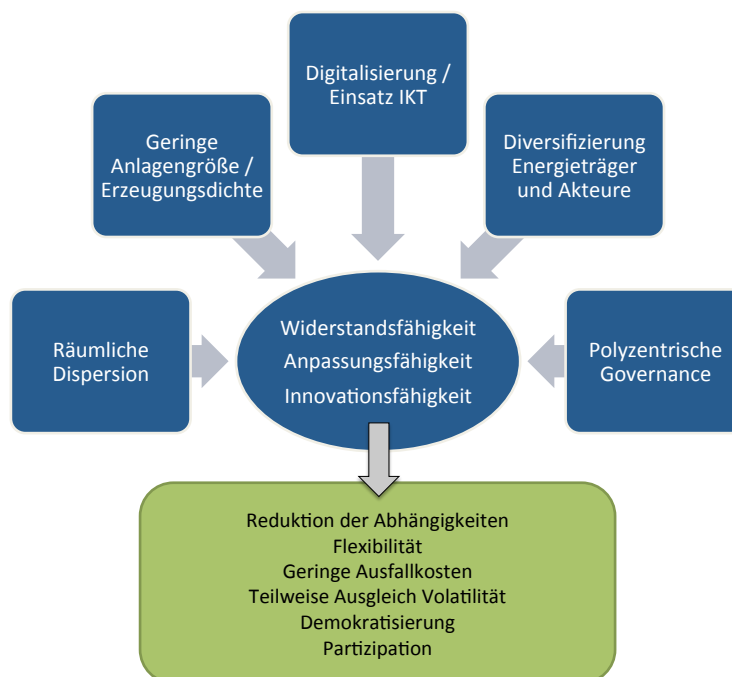 Digitalisierung /
Einsatz IKT
Geringe
Anlagengröße /
Erzeugungsdichte
Diversifizierung
Energieträger
und Akteure
Räumliche
Dispersion
Widerstandsfähigkeit
Anpassungsfähigkeit
Innovationsfähigkeit
Polyzentrische
Governance
Reduktion der Abhängigkeiten
Flexibilität
Geringe Ausfallkosten
Teilweise Ausgleich Volatilität
Demokratisierung
Partizipation